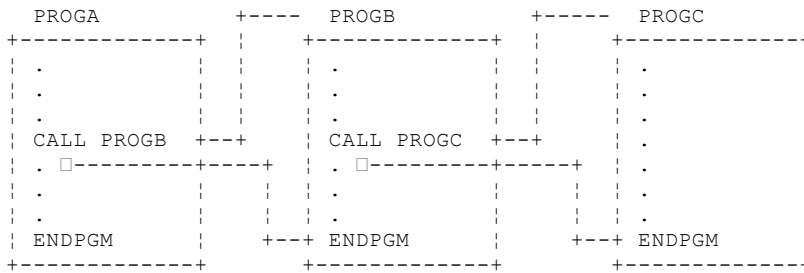 PROGA +---- PROGB +----- PROGC
+--------------+ ¦ +--------------+ ¦ +--------------
¦ . ¦ ¦ ¦ . ¦ ¦ ¦ .
¦ . ¦ ¦ ¦ . ¦ ¦ ¦ .
¦ . ¦ ¦ ¦ . ¦ ¦ ¦ .
¦ CALL PROGB +--+ ¦ CALL PROGC +--+ ¦ .
¦ . □---------+----+ ¦ . □---------+-----+ ¦ .
¦ . ¦ ¦ ¦ . ¦ ¦ ¦ .
¦ . ¦ ¦ ¦ . ¦ ¦ ¦ .
¦ ENDPGM ¦ +--+ ENDPGM ¦ +--+ ENDPGM
+--------------+ +--------------+ +--------------